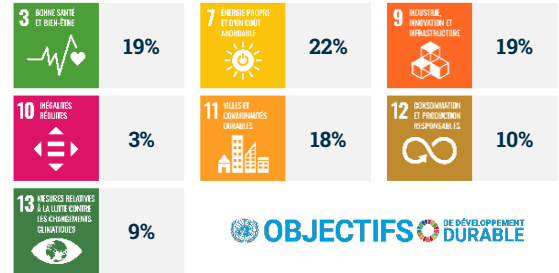 3 BONNE SANTÉ
ET BIEN-ÊTRE
19%
7 ÉNERGIE PROPRE
ET D'UN COÛT
ABORDABLE
22%
9 INDUSTRIE,
INNOVATION ET
INFRASTRUCTURE
19%
10 INÉGALITÉS
RÉDUITES
3%
11 VILLES ET
COMMUNAUTÉS
DURABLES
18%
12 CONSOMMATION
ET PRODUCTION
RESPONSABLES
10%
13 MESURES RELATIVES
À LA LUTTE CONTRE
LES CHANGEMENTS
CLIMATIQUES
9%
OBJECTIFS DE DÉVELOPPEMENT
DURABLE